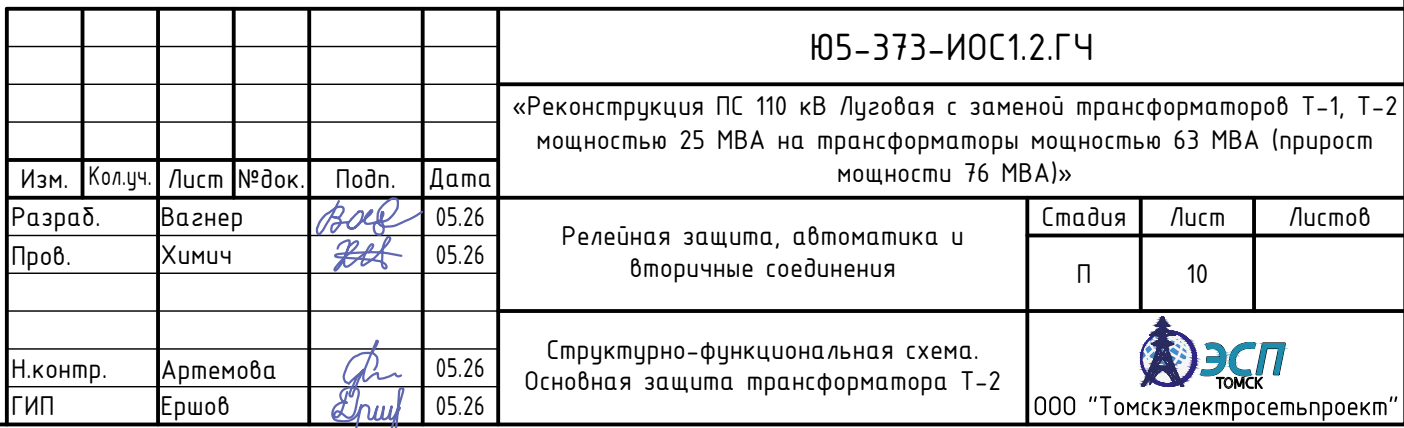 Ю5-373-ИОС1.2.ГЧ
«Реконструкция ПС 110 кВ Луговая с заменой трансформаторов Т-1, Т-2
мощностью 25 МВА на трансформаторы мощностью 63 МВА (прирост
мощности 76 МВА)»
Изм. Кол.уч. Лист №док. Подп. Дата
Разраб. Вагнер 05.26
Пров. Химич 05.26
Релейная защита, автоматика и
вторичные соединения
Стадия Лист Листов
П 10
Н.контр. Артемова 05.26
ГИП Ершов 05.26
Структурно-функциональная схема.
Основная защита трансформатора Т-2
ЭСП
ТОМСК
ООО "Томскэлектросетьпроект"